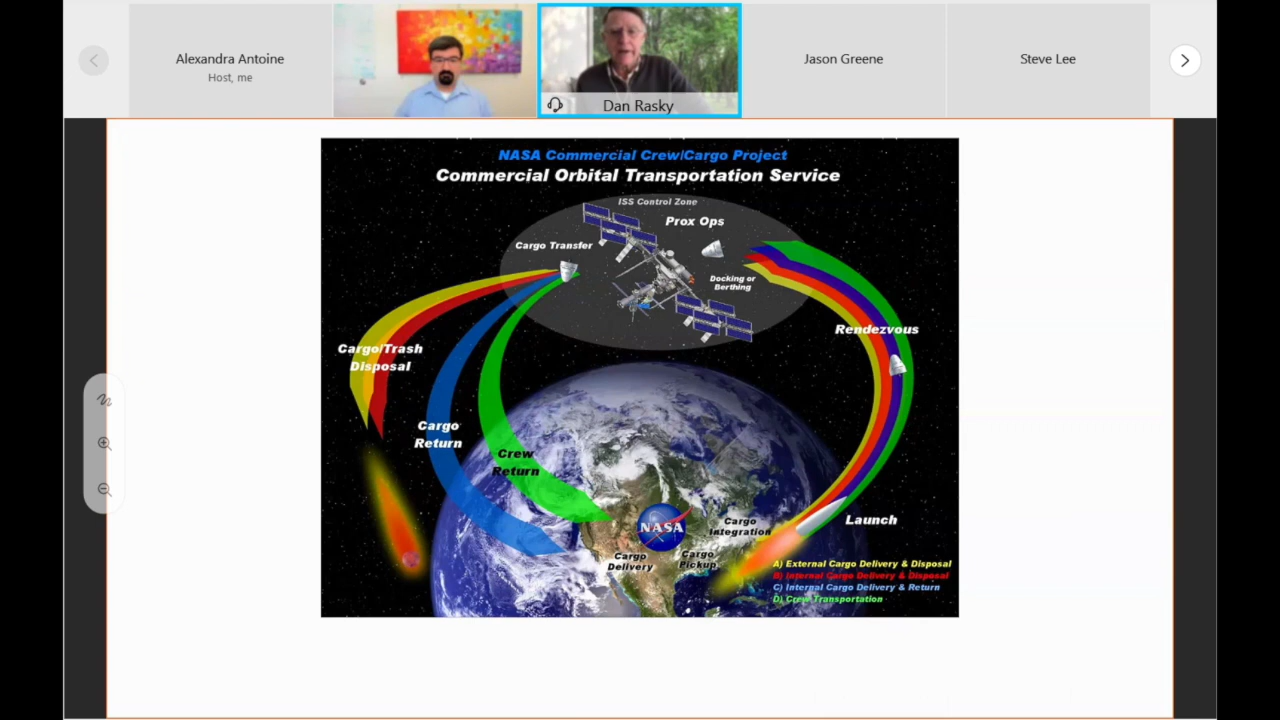 Alexandra Antoine
Host, me
Dan Rasky
Jason Greene
Steve Lee
NASA Commercial Crew/Cargo Project
Commercial Orbital Transportation Service
ISS Control Zone
Prox Ops
Cargo Transfer
Docking or
Berthing
Rendezvous
Cargo/Trash
Disposal
Cargo
Return
Crew
Return
Launch
NASA
Cargo
Integration
Cargo
Delivery
Cargo
Pickup
A) External Cargo Delivery & Disposal
B) Internal Cargo Delivery & Disposal
C) Internal Cargo Delivery & Return
D) Crew Transportation